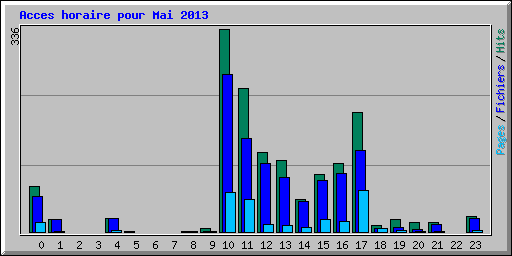 Acces horaire pour Mai 2013
336
Pages / Fichiers / Hits
0 1 2 3 4 5 6 7 8 9 10 11 12 13 14 15 16 17 18 19 20 21 22 23